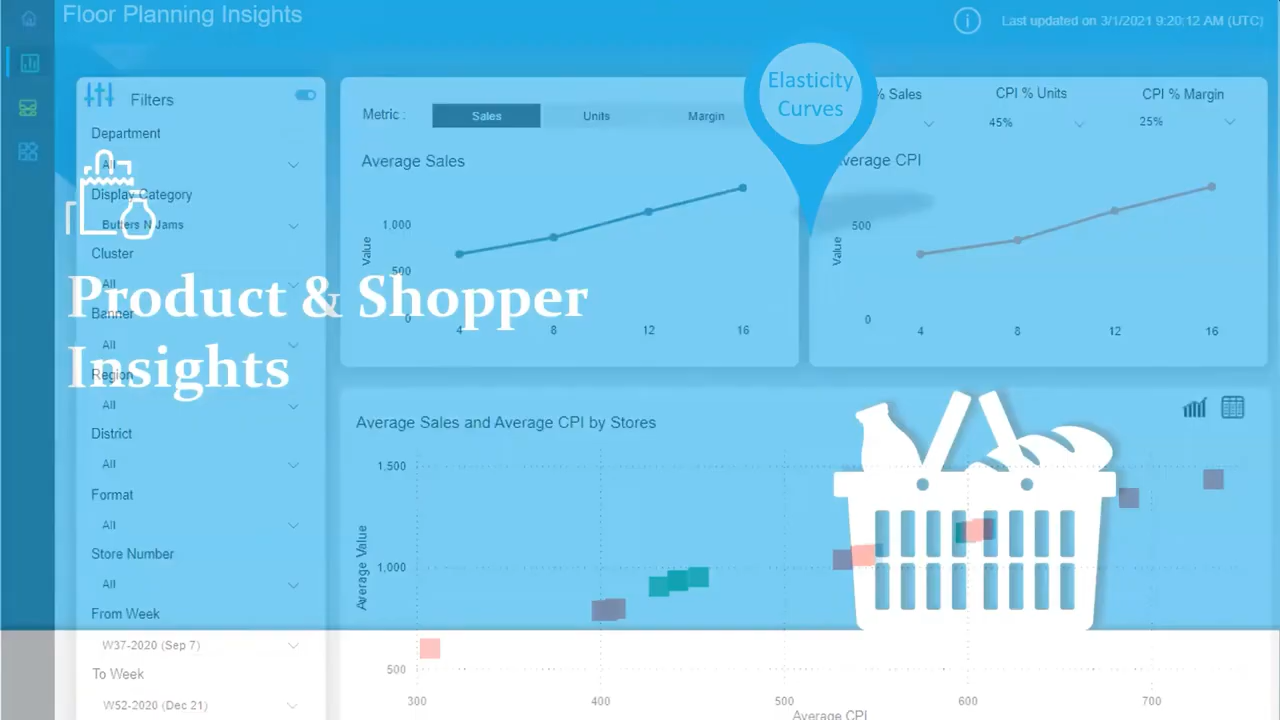 Floor Planning Insights
Last updated on 3/1/2021 9:20:12 AM (UTC)
Filters
Department
All
Display Category
Butters N Jams
Cluster
All
Banner
All
Region
All
District
All
Format
All
Store Number
All
From Week
W37-2020 (Sep 7)
To Week
W52-2020 (Dec 21)
Product & Shopper
Insights
Metric :
Sales
Units
Margin
Average Sales
Value
1,000
500
0
4
8
12
16
Elasticity
Curves
% Sales
CPI % Units
45%
CPI % Margin
25%
verage CPI
Value
500
0
4
8
12
16
Average Sales and Average CPI by Stores
Average Value
1,500
1,000
500
300
400
500
600
700
Average CPI